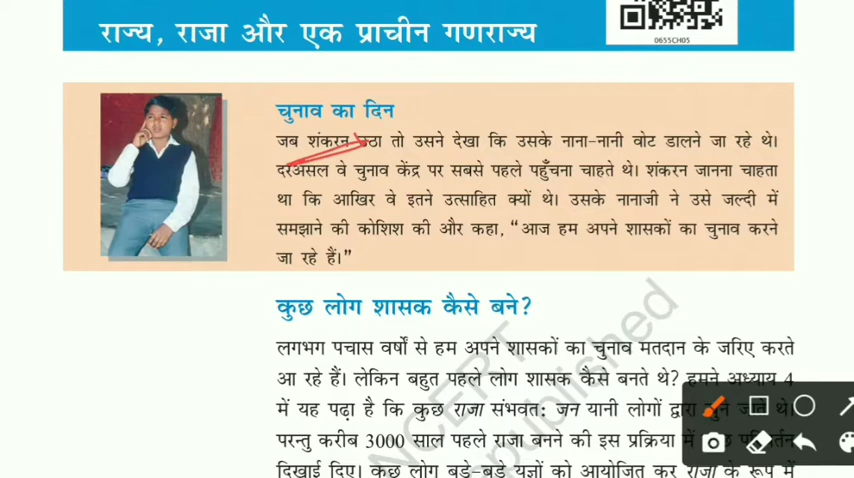 राज्य, राजा और एक प्राचीन गणराज्य
0655CH05
चुनाव का दिन
जब शंकरन उठा तो उसने देखा कि उसके नाना-नानी वोट डालने जा रहे थे।
दरअसल वे चुनाव केंद्र पर सबसे पहले पहुँचना चाहते थे। शंकरन जानना चाहता
था कि आखिर वे इतने उत्साहित क्यों थे। उसके नानाजी ने उसे जल्दी में
समझाने की कोशिश की और कहा, “आज हम अपने शासकों का चुनाव करने
जा रहे हैं।”
कुछ लोग शासक कैसे बने?
लगभग पचास वर्षों से हम अपने शासकों का चुनाव मतदान के जरिए करते
आ रहे हैं। लेकिन बहुत पहले लोग शासक कैसे बनते थे? हमने अध्याय 4
में यह पढ़ा है कि कुछ राजा संभवत: जन यानी लोगों द्वारा चुने जाते थे।
परन्तु करीब 3000 साल पहले राजा बनने की इस प्रक्रिया में
दिखाई दिए। कुछ लोग बड़े-बड़े यज्ञों को आयोजित कर राजा के रूप में
NCERT
republished